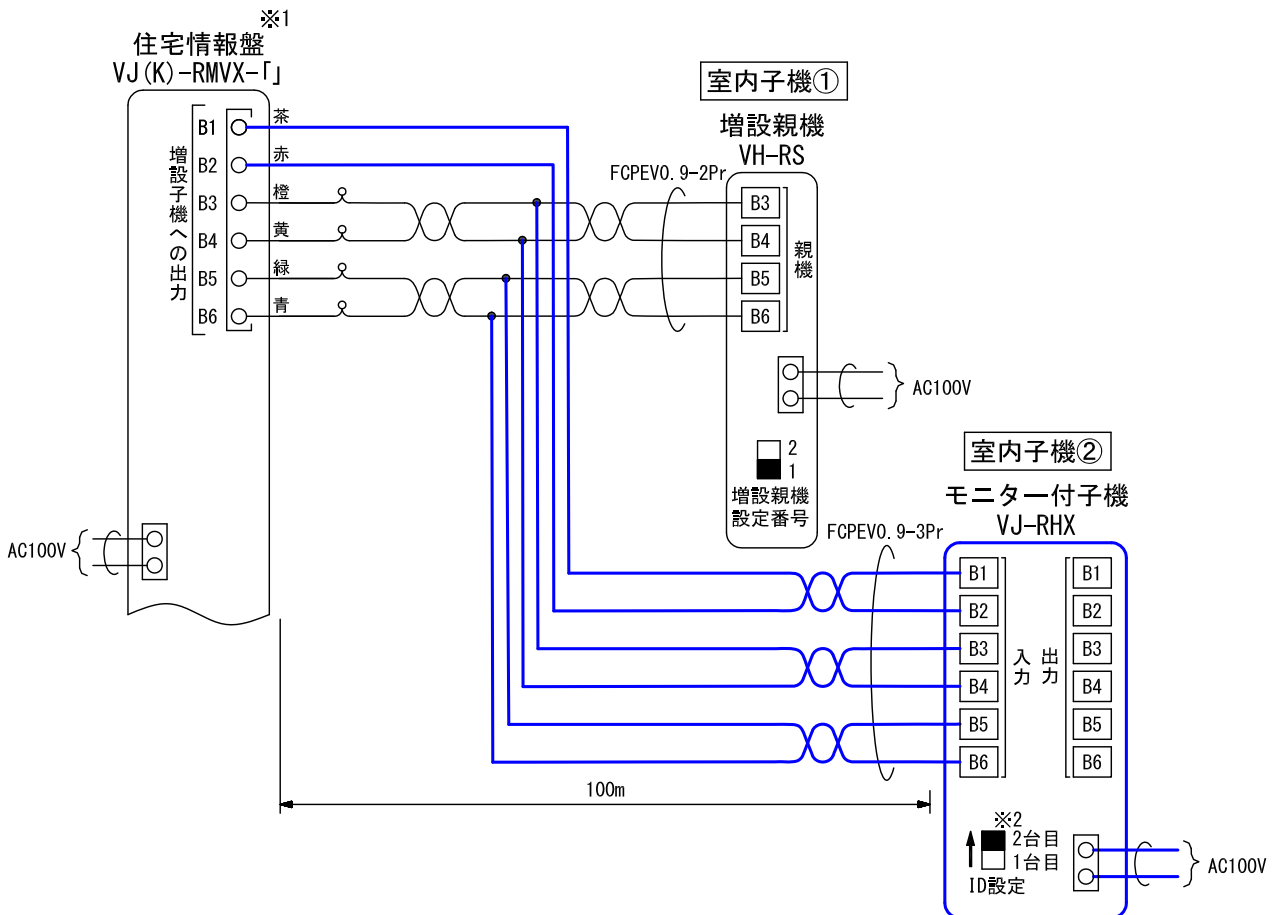 ※1
住宅情報盤
VJ(K)-RMVX-「」
増設子機への出力
B1
茶
B2
赤
B3
橙
B4
黄
B5
緑
B6
青
AC100V
室内子機①
増設親機
VH-RS
FCPEV0.9-2Pr
B3
B4
B5
B6
親機
AC100V
2
1
増設親機
設定番号
室内子機②
モニター付子機
VJ-RHX
FCPEV0.9-3Pr
B1
B2
B3
B4
B5
B6
入力
出力
B1
B2
B3
B4
B5
B6
100m
※2
2台目
1台目
ID設定
AC100V